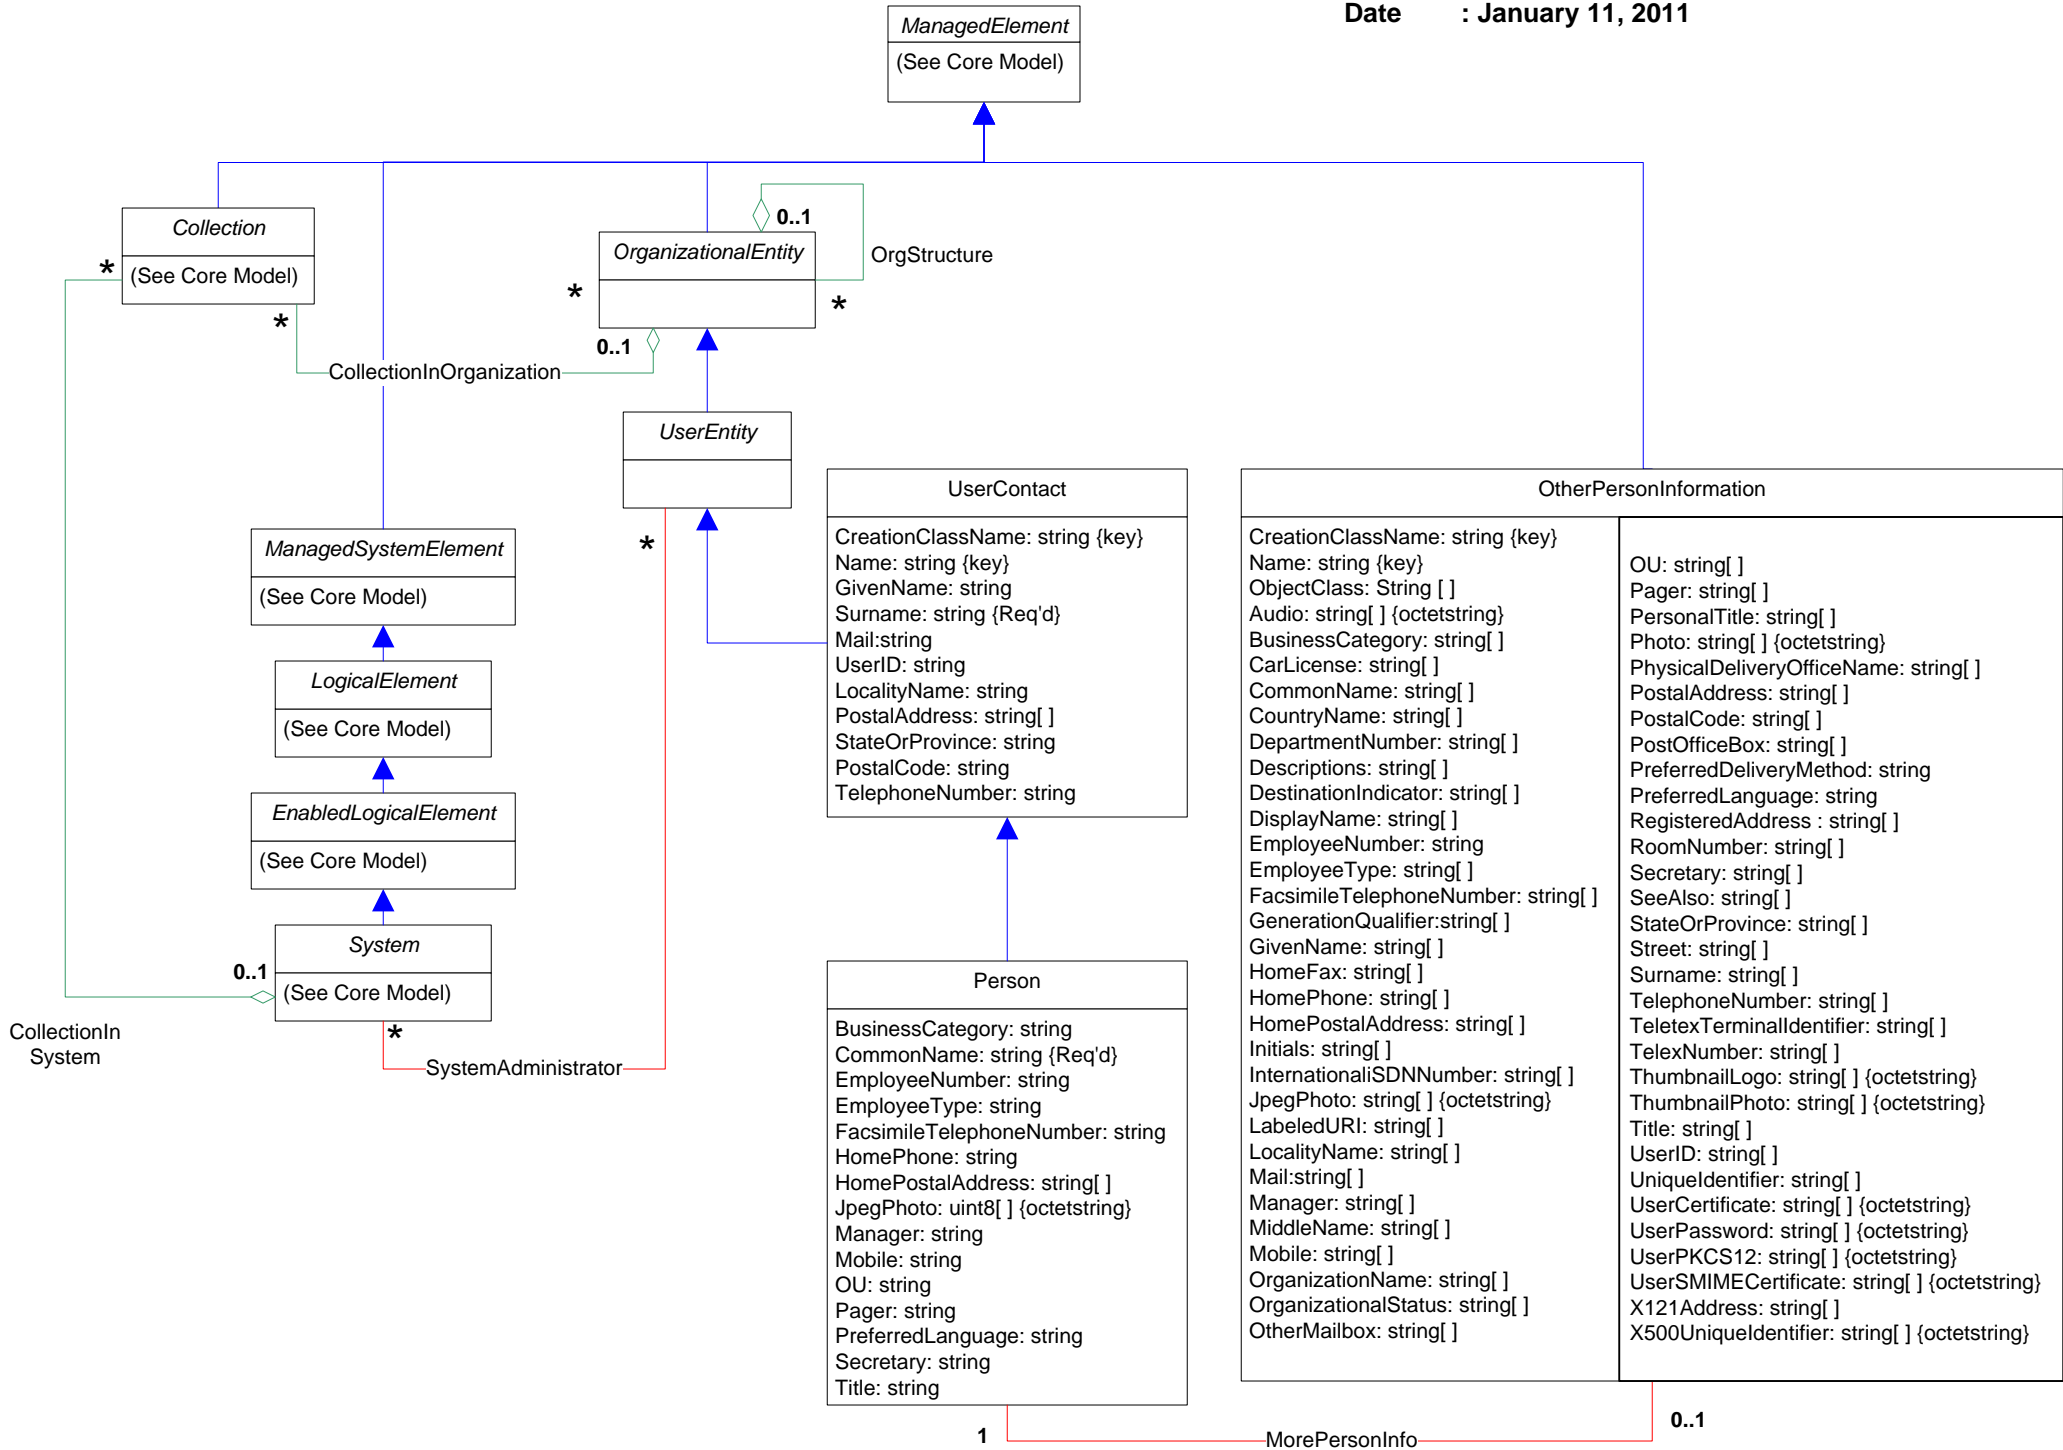 Date : January 11, 2011
ManagedElement
(See Core Model)
Collection
(See Core Model)
*
*
0..1
OrganizationalEntity
OrgStructure
*
*
0..1
CollectionInOrganization
UserEntity
*
ManagedSystemElement
(See Core Model)
LogicalElement
(See Core Model)
EnabledLogicalElement
(See Core Model)
System
(See Core Model)
0..1
*
CollectionIn
System
SystemAdministrator
UserContact
CreationClassName: string {key}
Name: string {key}
GivenName: string
Surname: string {Req'd}
Mail:string
UserID: string
LocalityName: string
PostalAddress: string[ ]
StateOrProvince: string
PostalCode: string
TelephoneNumber: string
Person
BusinessCategory: string
CommonName: string {Req'd}
EmployeeNumber: string
EmployeeType: string
FacsimileTelephoneNumber: string
HomePhone: string
HomePostalAddress: string[ ]
JpegPhoto: uint8[ ] {octetstring}
Manager: string
Mobile: string
OU: string
Pager: string
PreferredLanguage: string
Secretary: string
Title: string
OtherPersonInformation
CreationClassName: string {key}
Name: string {key}
ObjectClass: String [ ]
Audio: string[ ] {octetstring}
BusinessCategory: string[ ]
CarLicense: string[ ]
CommonName: string[ ]
CountryName: string[ ]
DepartmentNumber: string[ ]
Descriptions: string[ ]
DestinationIndicator: string[ ]
DisplayName: string[ ]
EmployeeNumber: string
EmployeeType: string[ ]
FacsimileTelephoneNumber: string[ ]
GenerationQualifier:string[ ]
GivenName: string[ ]
HomeFax: string[ ]
HomePhone: string[ ]
HomePostalAddress: string[ ]
Initials: string[ ]
InternationaliSDNNumber: string[ ]
JpegPhoto: string[ ] {octetstring}
LabeledURI: string[ ]
LocalityName: string[ ]
Mail:string[ ]
Manager: string[ ]
MiddleName: string[ ]
Mobile: string[ ]
OrganizationName: string[ ]
OrganizationalStatus: string[ ]
OtherMailbox: string[ ]
OU: string[ ]
Pager: string[ ]
PersonalTitle: string[ ]
Photo: string[ ] {octetstring}
PhysicalDeliveryOfficeName: string[ ]
PostalAddress: string[ ]
PostalCode: string[ ]
PostOfficeBox: string[ ]
PreferredDeliveryMethod: string
PreferredLanguage: string
RegisteredAddress : string[ ]
RoomNumber: string[ ]
Secretary: string[ ]
SeeAlso: string[ ]
StateOrProvince: string[ ]
Street: string[ ]
Surname: string[ ]
TelephoneNumber: string[ ]
TeletexTerminalIdentifier: string[ ]
TelexNumber: string[ ]
ThumbnailLogo: string[ ] {octetstring}
ThumbnailPhoto: string[ ] {octetstring}
Title: string[ ]
UserID: string[ ]
UniqueIdentifier: string[ ]
UserCertificate: string[ ] {octetstring}
UserPassword: string[ ] {octetstring}
UserPKCS12: string[ ] {octetstring}
UserSMIMECertificate: string[ ] {octetstring}
X121Address: string[ ]
X500UniqueIdentifier: string[ ] {octetstring}
1
MorePersonInfo
0..1